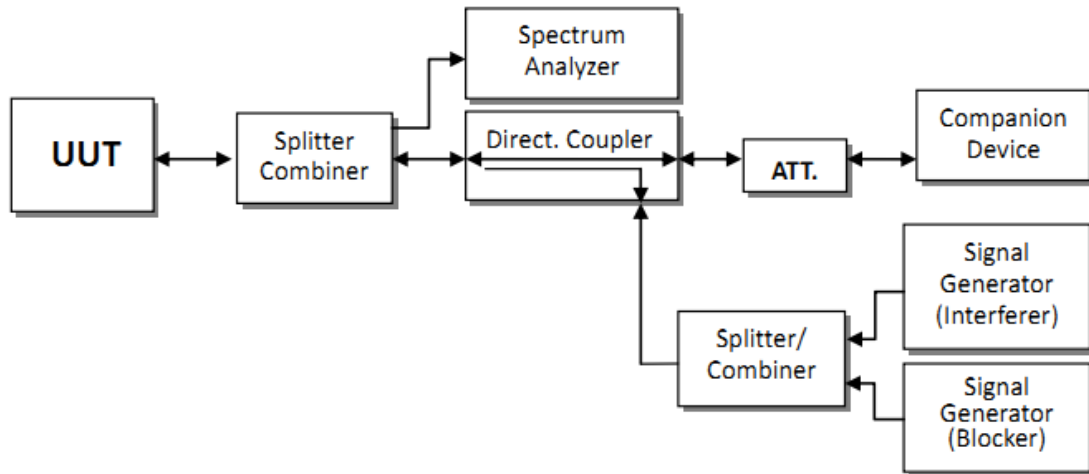 UUT
Splitter
Combiner
Spectrum
Analyzer
Direct. Coupler
ATT.
Companion
Device
Splitter/
Combiner
Signal
Generator
(Interferer)
Signal
Generator
(Blocker)